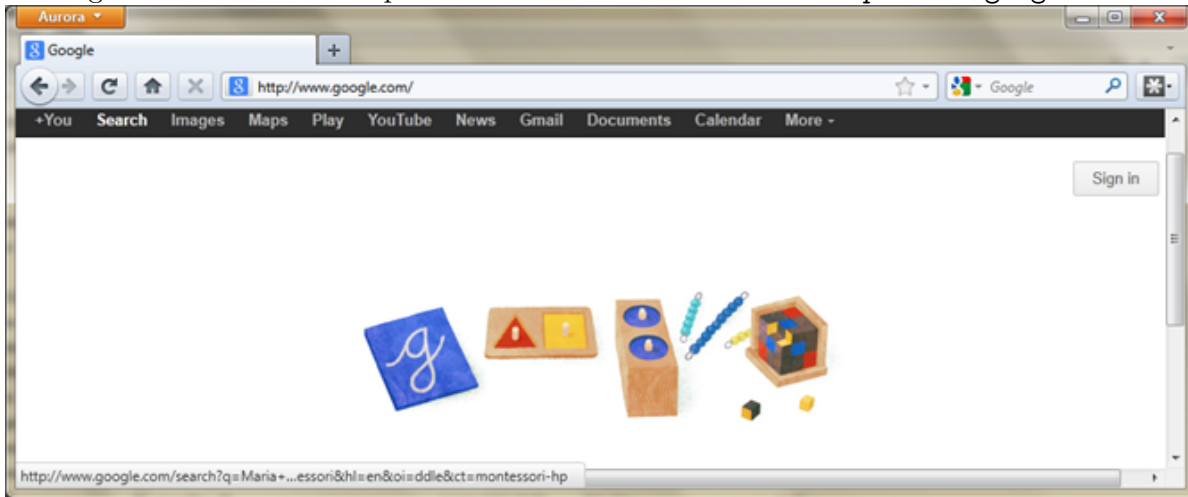 Aurora
Google
http://www.google.com/
Google
+You Search Images Maps Play YouTube News Gmail Documents Calendar More
Sign in
g
http://www.google.com/search?q=Maria+...essori&hl=en&oi=ddle&ct=montessori-hp